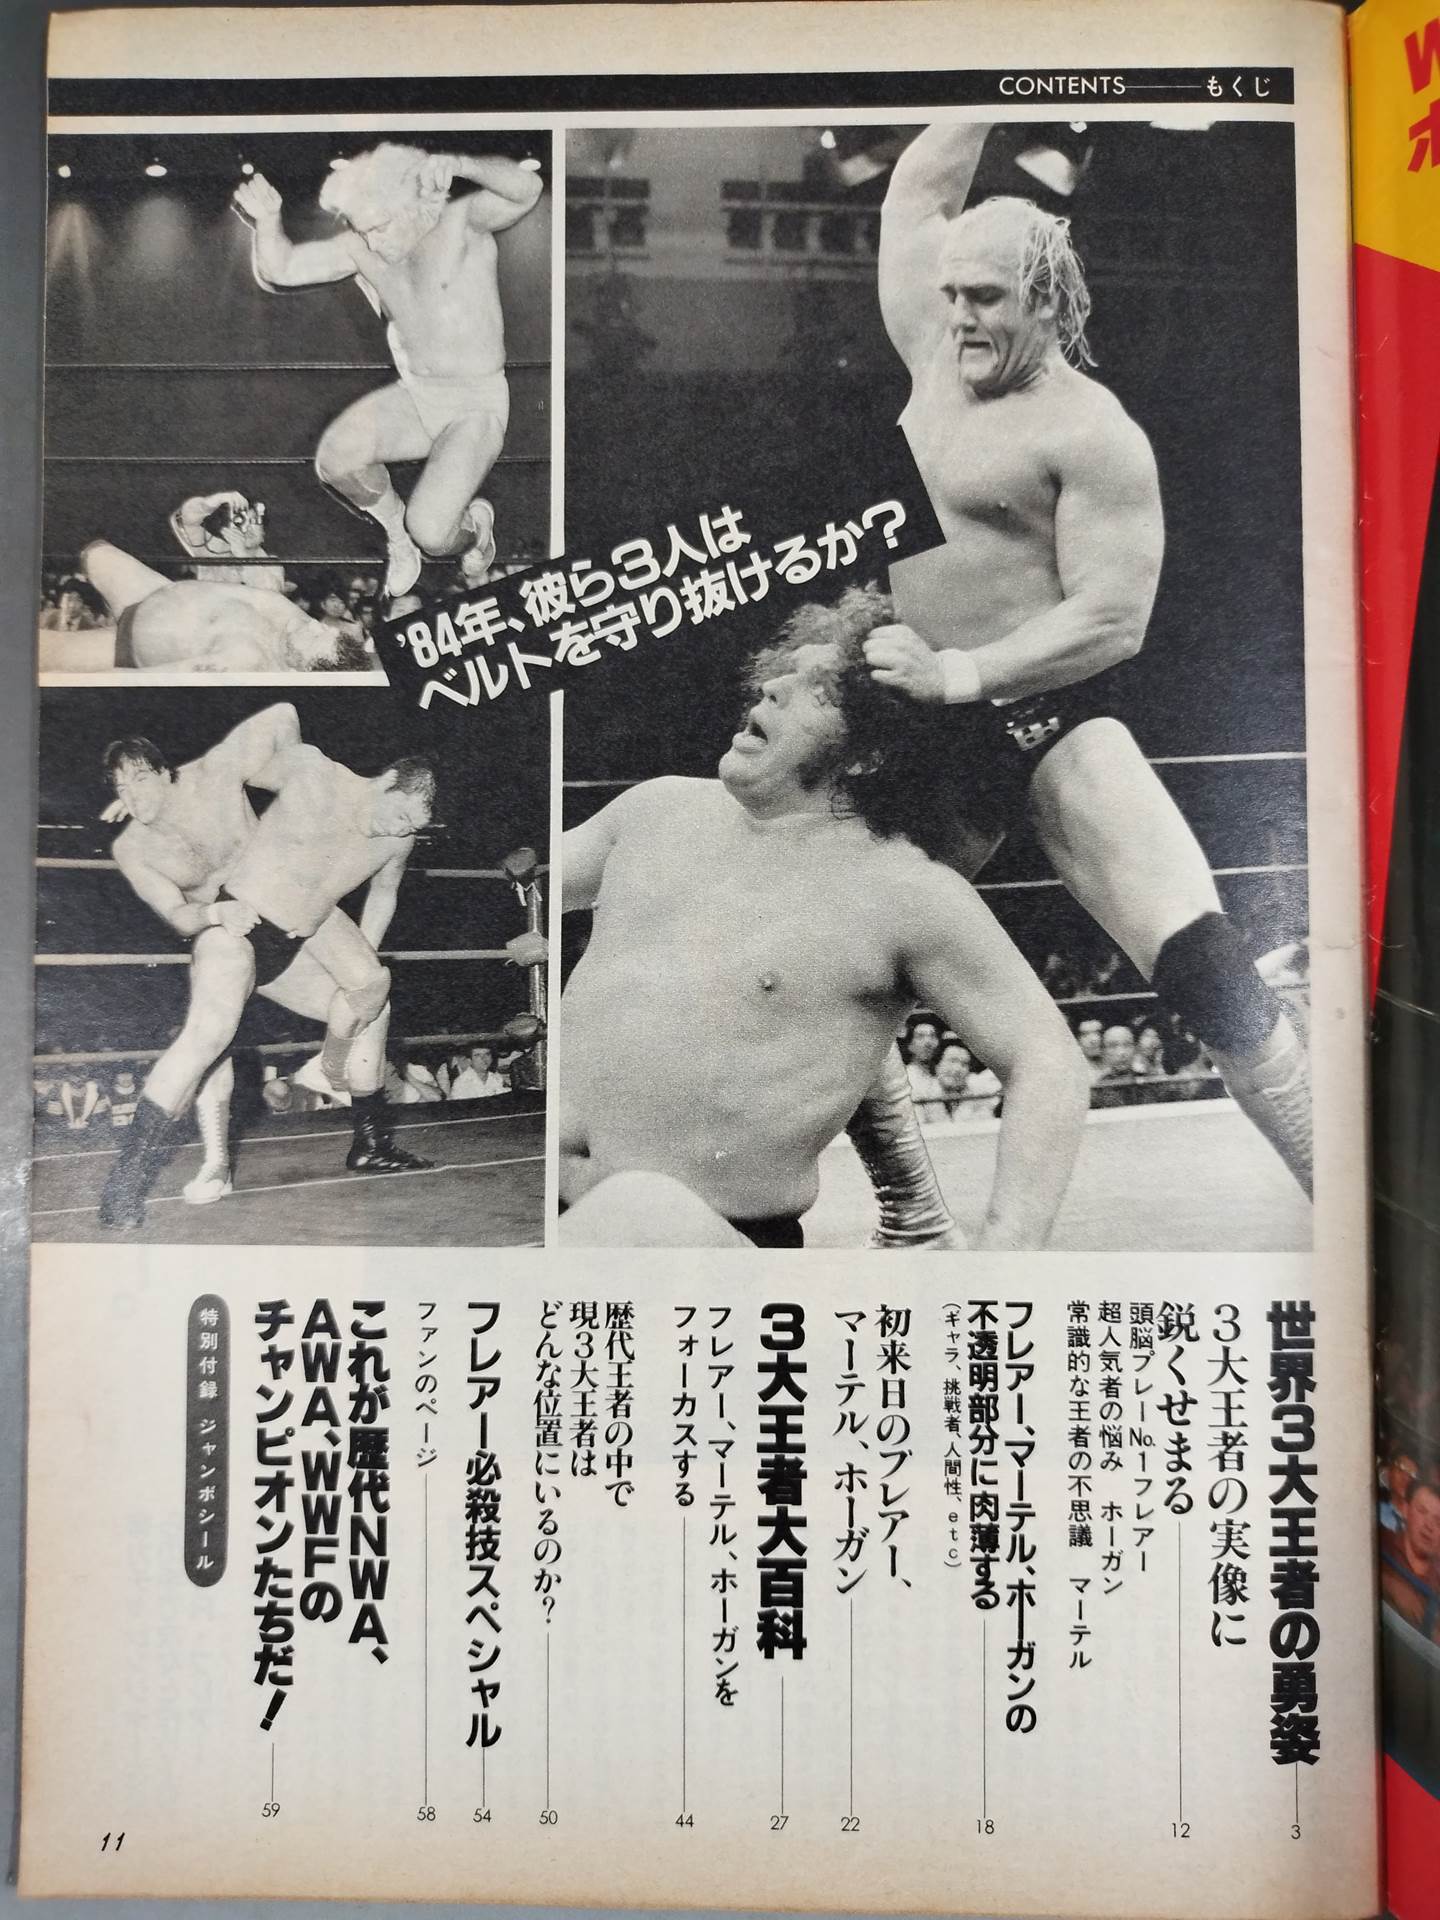 CONTENTS――もくじ
'84年、彼ら3人は
ベルトを守り抜けるか?
世界3大王者の勇姿
3
3大王者の実像に
鋭くせまる
12
頭脳プレーNo.1フレアー
超人気者の悩み ホーガン
常識的な王者の不思議 マーテル
フレアー、マーテル、ホーガンの
不透明部分に肉薄する
18
(ギャラ、挑戦者、人間性、etc)
初来日のフレアー、
マーテル、ホーガン
22
3大王者大百科
27
フレアー、マーテル、ホーガンを
フォーカスする
44
歴代王者の中で
現3大王者は
どんな位置にいるのか?
50
フレアー必殺技スペシャル
54
ファンのページ
58
これが歴代NWA、
AWA、WWFの
チャンピオンたちだ!
59
特別付録 ジャンボシール
11